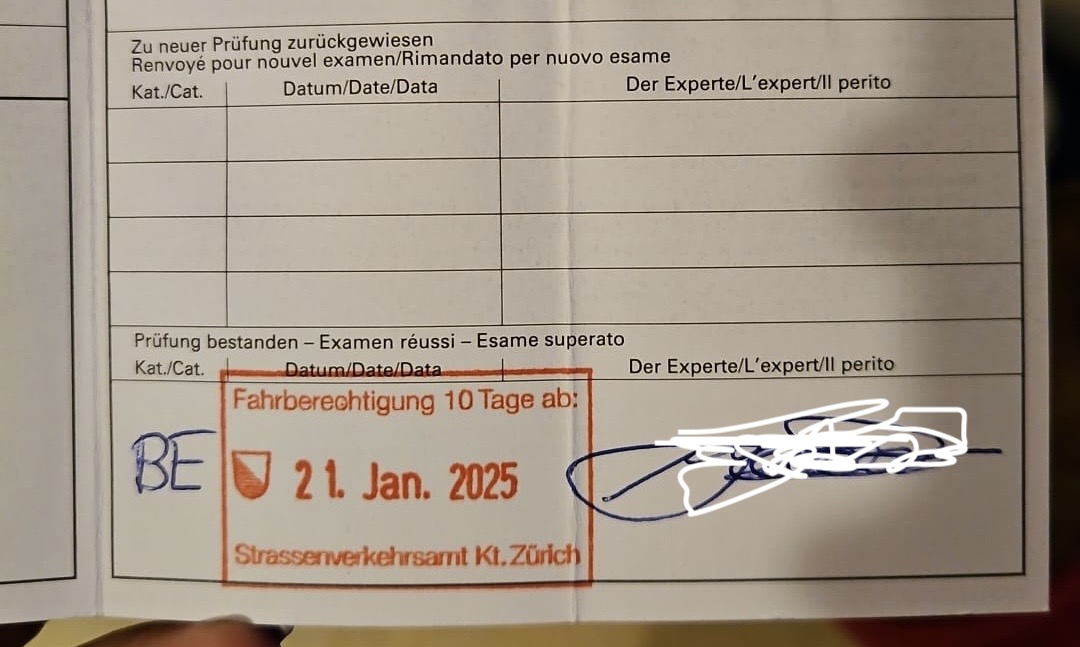 Zu neuer Prüfung zurückgewiesen
Renvoyé pour nouvel examen/Rimandato per nuovo esame
Kat./Cat. Datum/Date/Data Der Experte/L'expert/Il perito
Prüfung bestanden – Examen réussi – Esame superato
Kat./Cat. Datum/Date/Data Der Experte/L'expert/Il perito
Fahrberechtigung 10 Tage ab:
BE 21. Jan. 2025
Strassenverkehrsamt Kt. Zürich